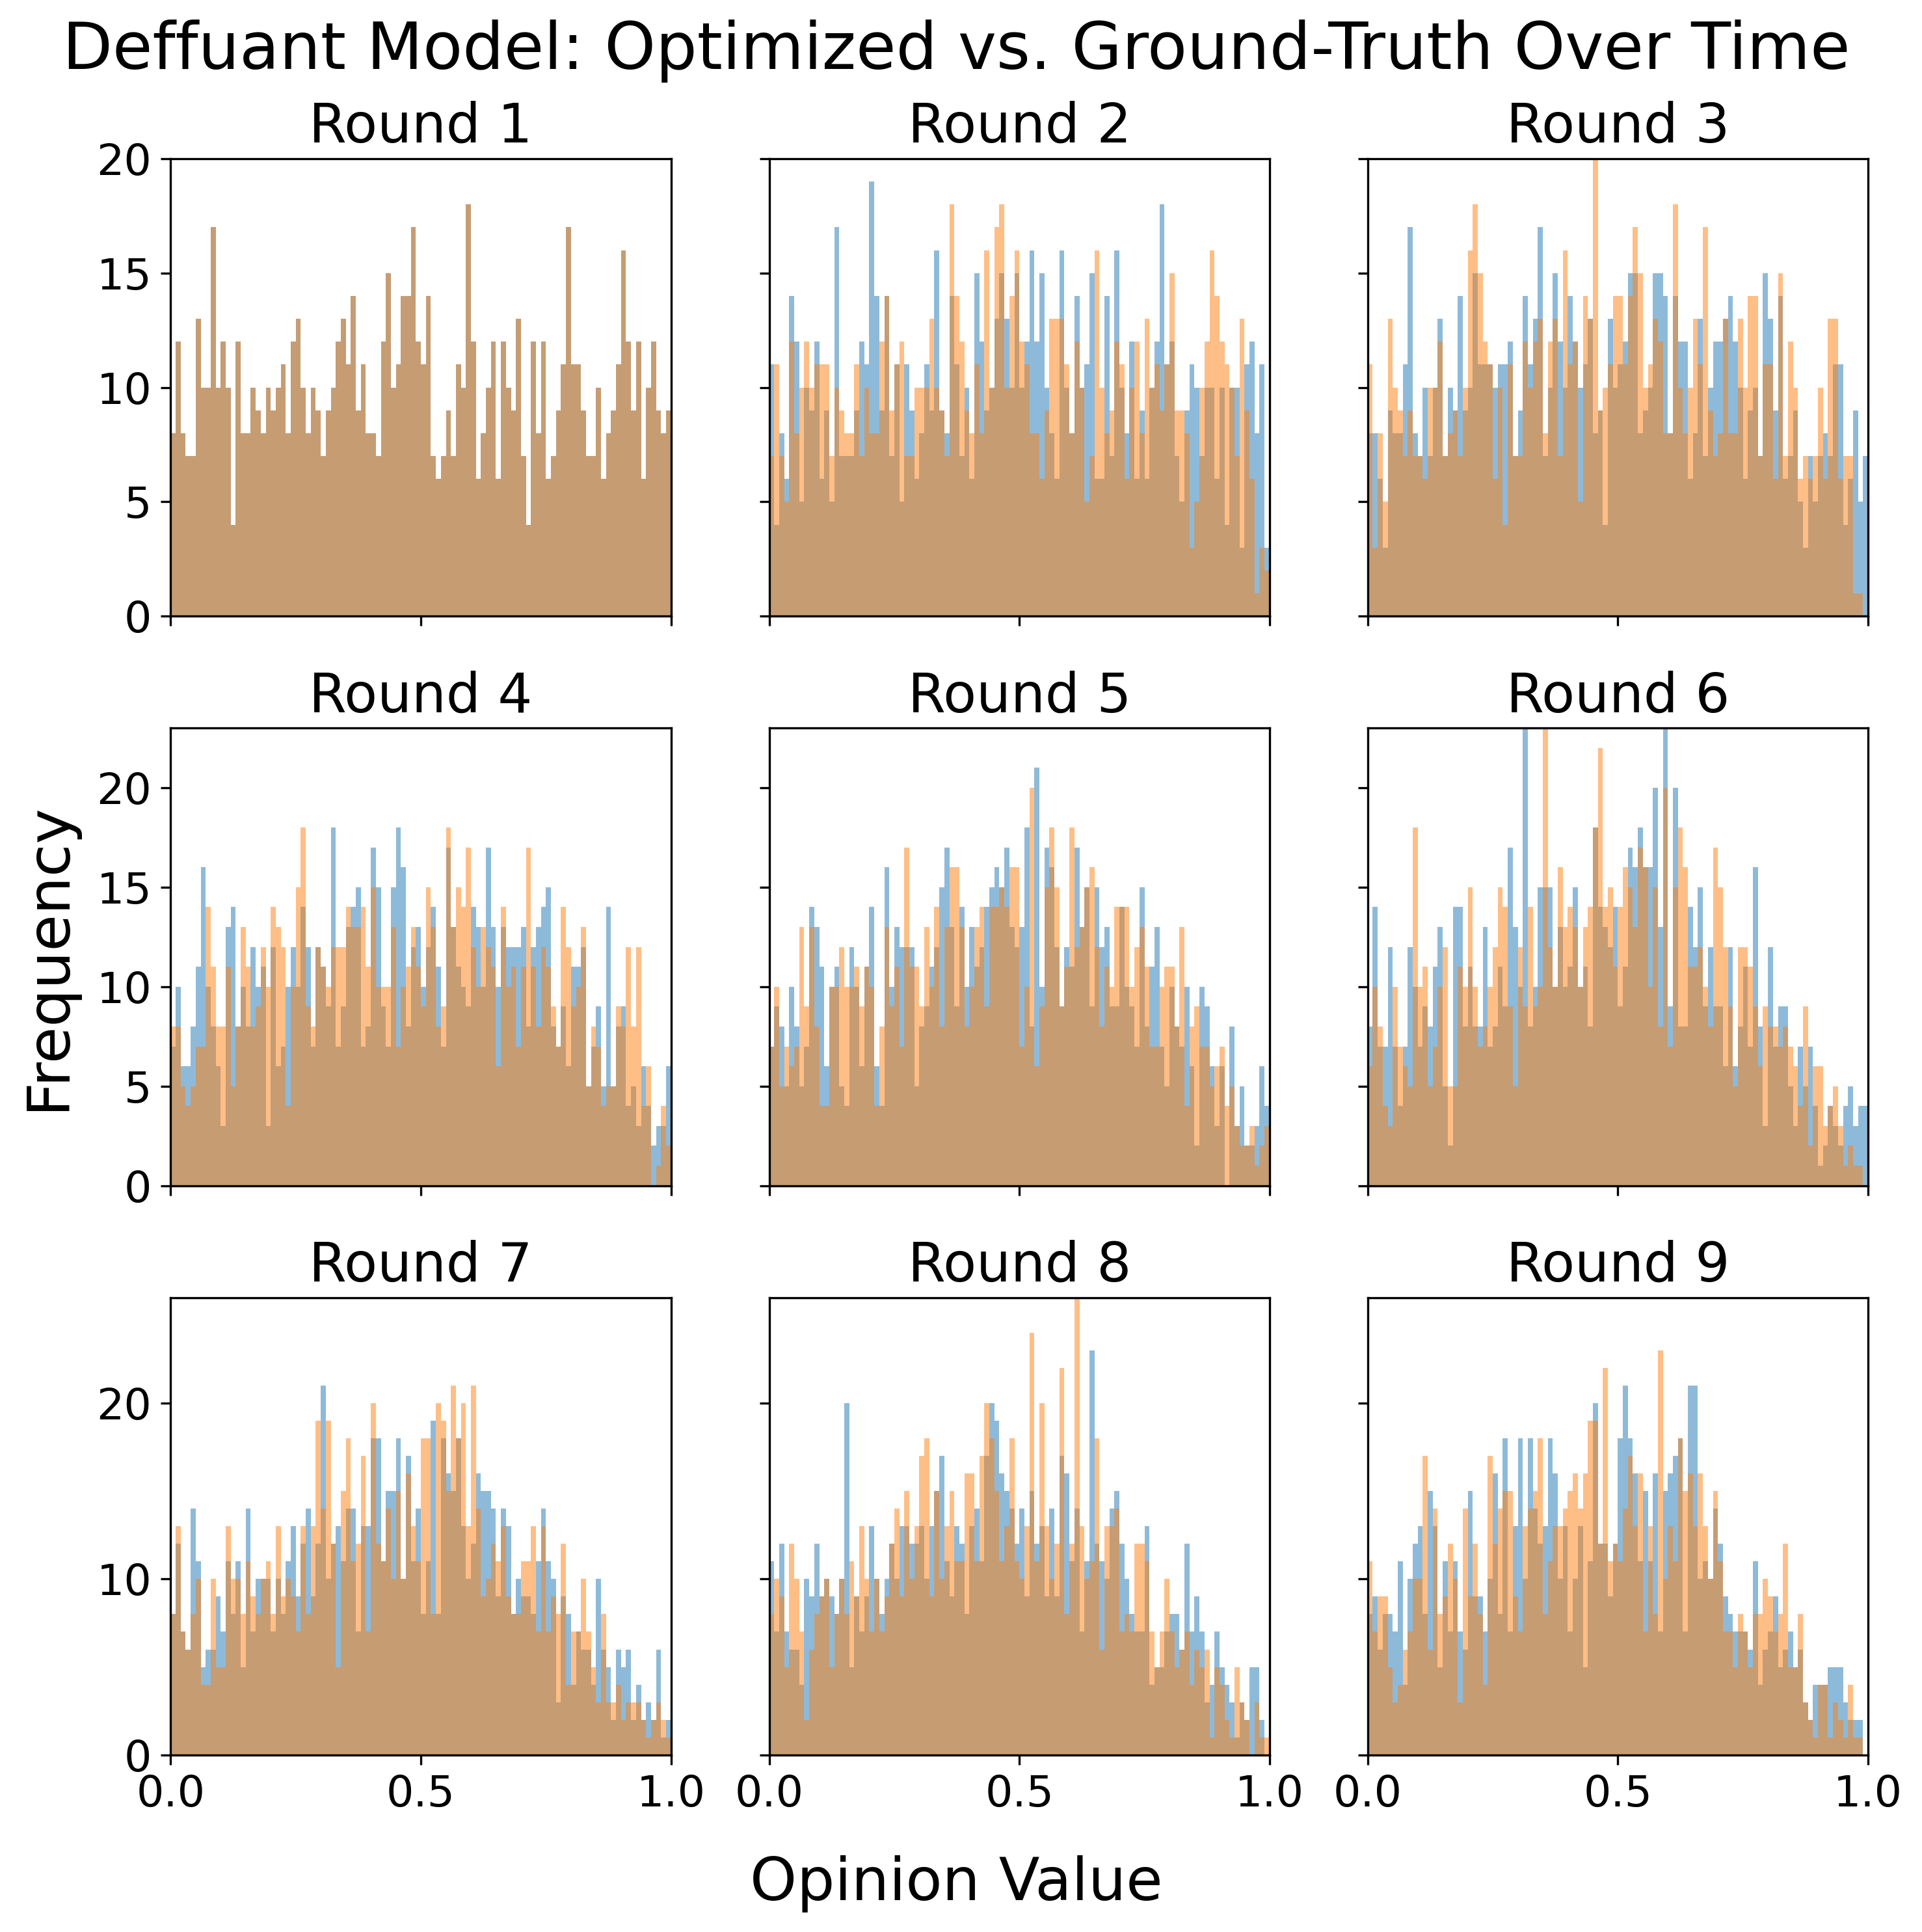 Deffuant Model: Optimized vs. Ground-Truth Over Time
Round 1
Round 2
Round 3
20
15
10
5
0
Round 4
Round 5
Round 6
20
15
10
5
0
Frequency
Round 7
Round 8
Round 9
20
10
0
0.0 0.5 1.0
0.0 0.5 1.0
0.0 0.5 1.0
Opinion Value